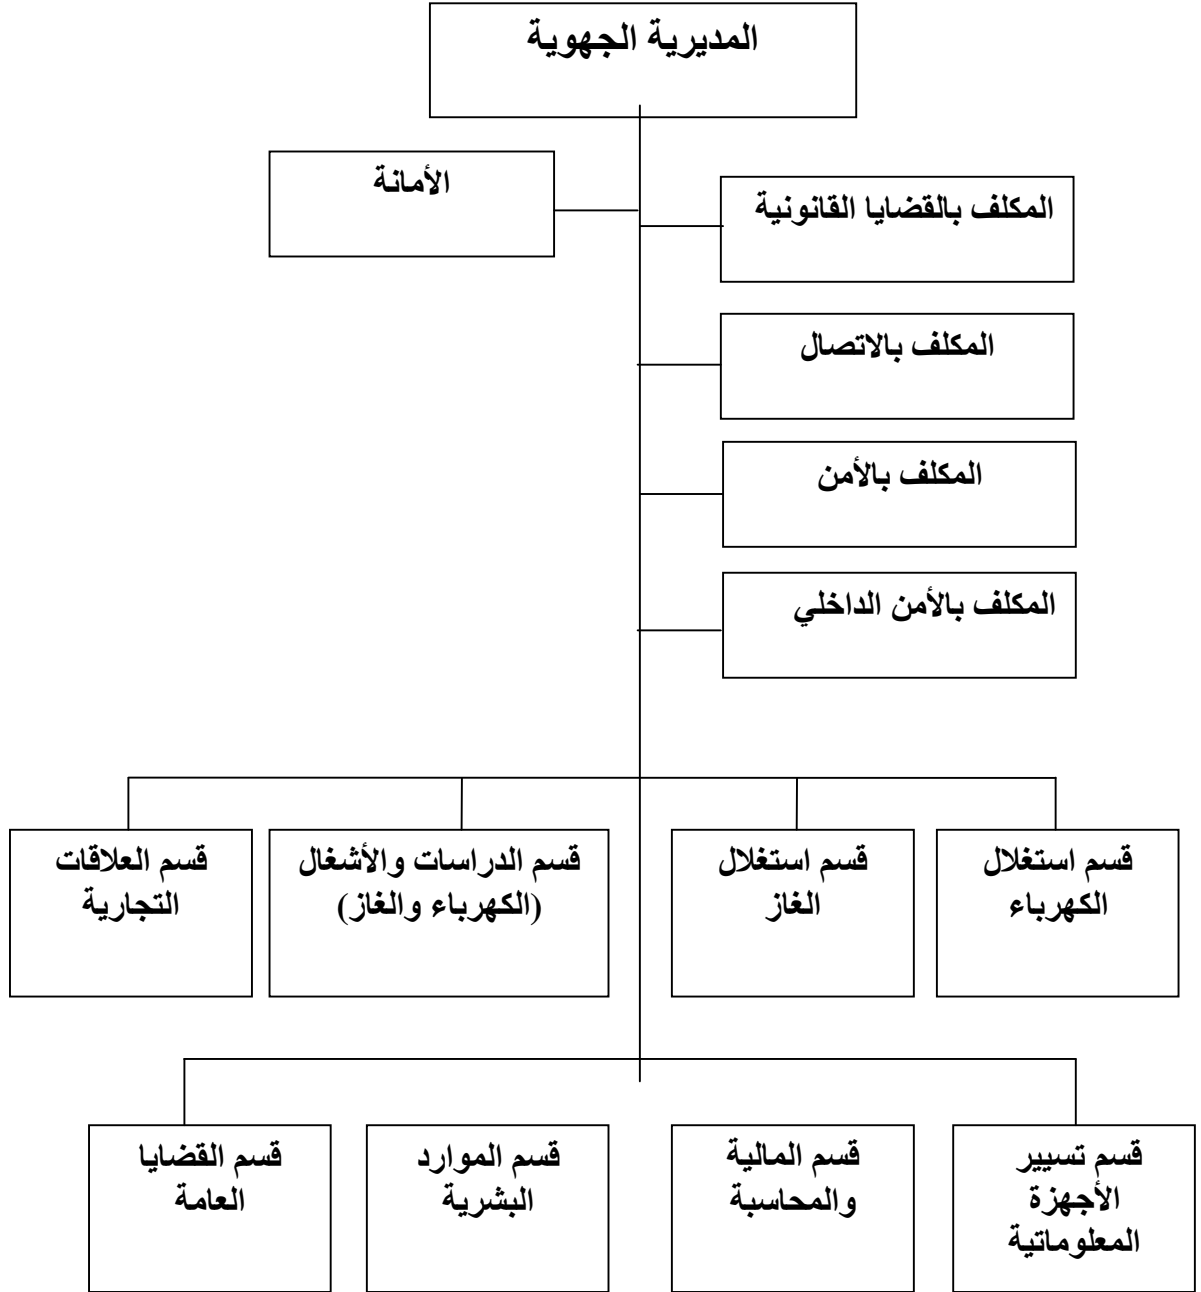 المديرية الجهوية
الأمانة
المكلف بالقضايا القانونية
المكلف بالاتصال
المكلف بالأمن
المكلف بالأمن الداخلي
قسم استغلال
الكهرباء
قسم استغلال
الغاز
قسم الدراسات والأشغال
(الكهرباء والغاز)
قسم العلاقات
التجارية
قسم تسيير
الأجهزة
المعلوماتية
قسم المالية
والمحاسبة
قسم الموارد
البشرية
قسم القضايا
العامة